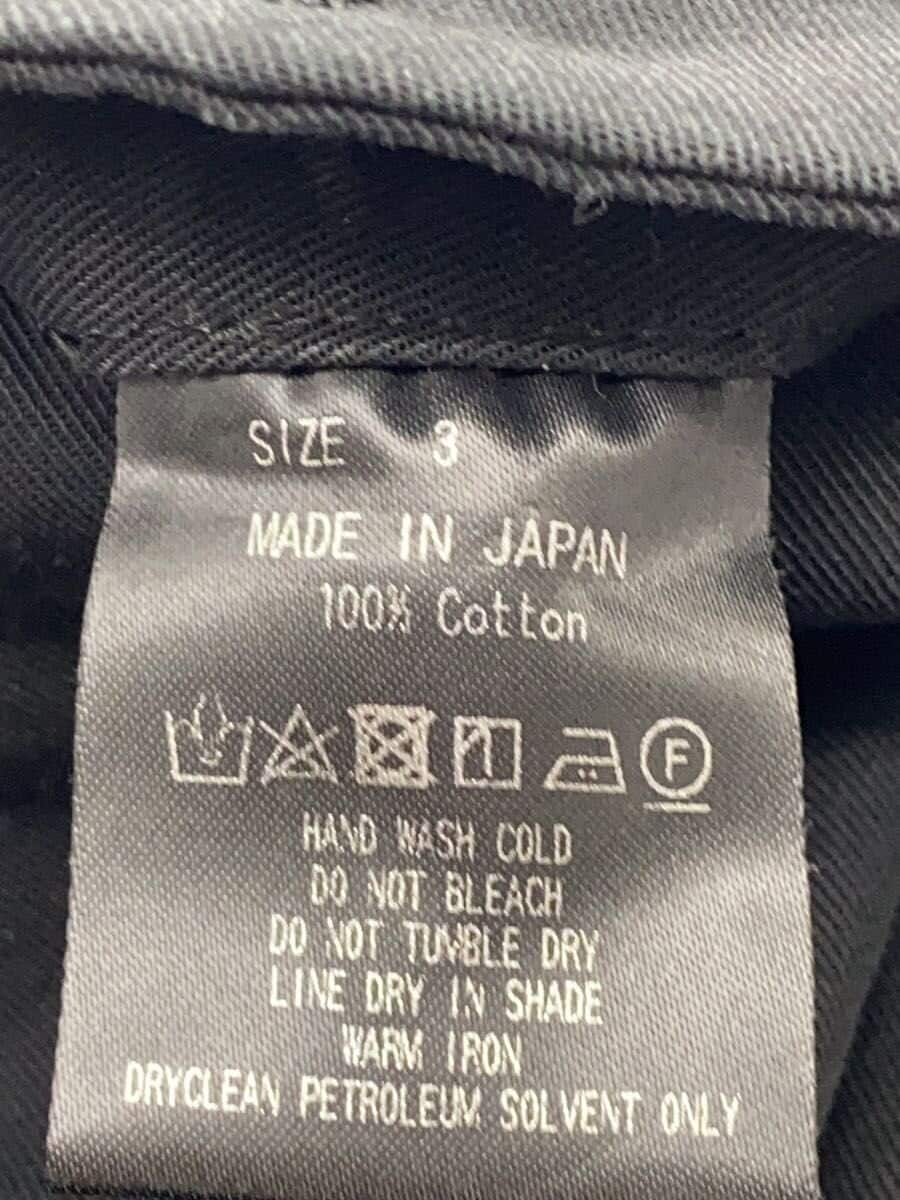 SIZE 3
MADE IN JAPAN
100% Cotton
F
HAND WASH COLD
DO NOT BLEACH
DO NOT TUMBLE DRY
LINE DRY IN SHADE
WARM IRON
DRYCLEAN PETROLEUM SOLVENT ONLY